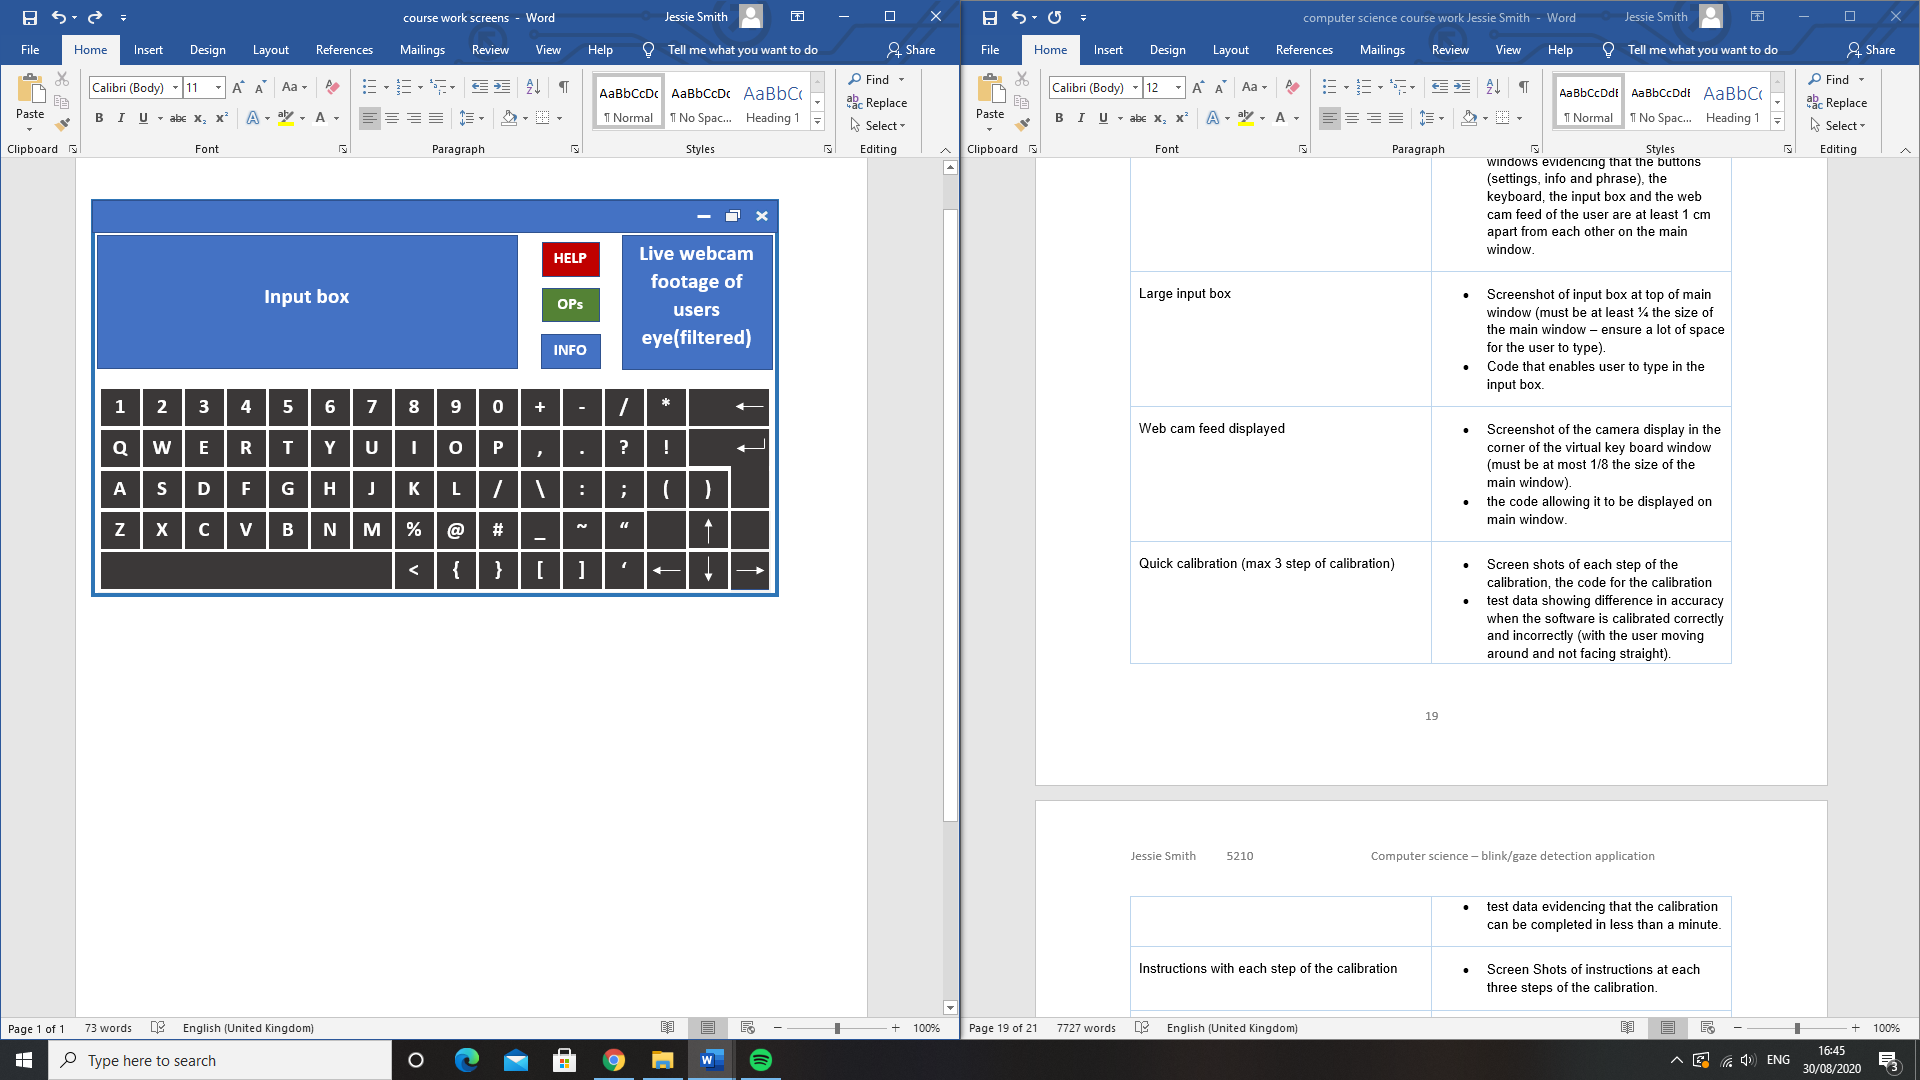 course work screens - Word
Jessie Smith
File Home Insert Design Layout References Mailings Review View Help Tell me what you want to do Share
Paste
Clipboard
Calibri (Body) 11
Aa
B I U abc x₂ x² A ab A
Font
Paragraph
AaBbCcDc AaBbCcDc AaBbCc
¶ Normal ¶ No Spac... Heading 1
Styles
Find
Replace
Select
Editing
Input box
HELP
OPs
INFO
Live webcam
footage of
users
eye(filtered)
1 2 3 4 5 6 7 8 9 0 + - / * ←
Q W E R T Y U I O P , . ? ! ↵
A S D F G H J K L / \ : ; ( )
Z X C V B N M % @ # _ ~ “ ↑
< { } [ ] ‘ ← ↓ →
Page 1 of 1 73 words English (United Kingdom) 100%
computer science course work Jessie Smith - Word
Jessie Smith
File Home Insert Design Layout References Mailings Review View Help Tell me what you want to do Share
Paste
Clipboard
Calibri (Body) 12
Aa
B I U abc x₂ x² A ab A
Font
Paragraph
AaBbCcDdE AaBbCcDdE AaBbCc
¶ Normal ¶ No Spac... Heading 1
Styles
Find
Replace
Select
Editing
windows evidencing that the buttons
(settings, info and phrase), the
keyboard, the input box and the web
cam feed of the user are at least 1 cm
apart from each other on the main
window.
Large input box
• Screenshot of input box at top of main
window (must be at least ¼ the size of
the main window – ensure a lot of space
for the user to type).
• Code that enables user to type in the
input box.
Web cam feed displayed
• Screenshot of the camera display in the
corner of the virtual key board window
(must be at most 1/8 the size of the
main window).
• the code allowing it to be displayed on
main window.
Quick calibration (max 3 step of calibration)
• Screen shots of each step of the
calibration, the code for the calibration
• test data showing difference in accuracy
when the software is calibrated correctly
and incorrectly (with the user moving
around and not facing straight).
19
Jessie Smith 5210 Computer science – blink/gaze detection application
• test data evidencing that the calibration
can be completed in less than a minute.
Instructions with each step of the calibration
• Screen Shots of instructions at each
three steps of the calibration.
Page 19 of 21 7727 words English (United Kingdom) 100%
Type here to search
ENG
16:45
30/08/2020
3